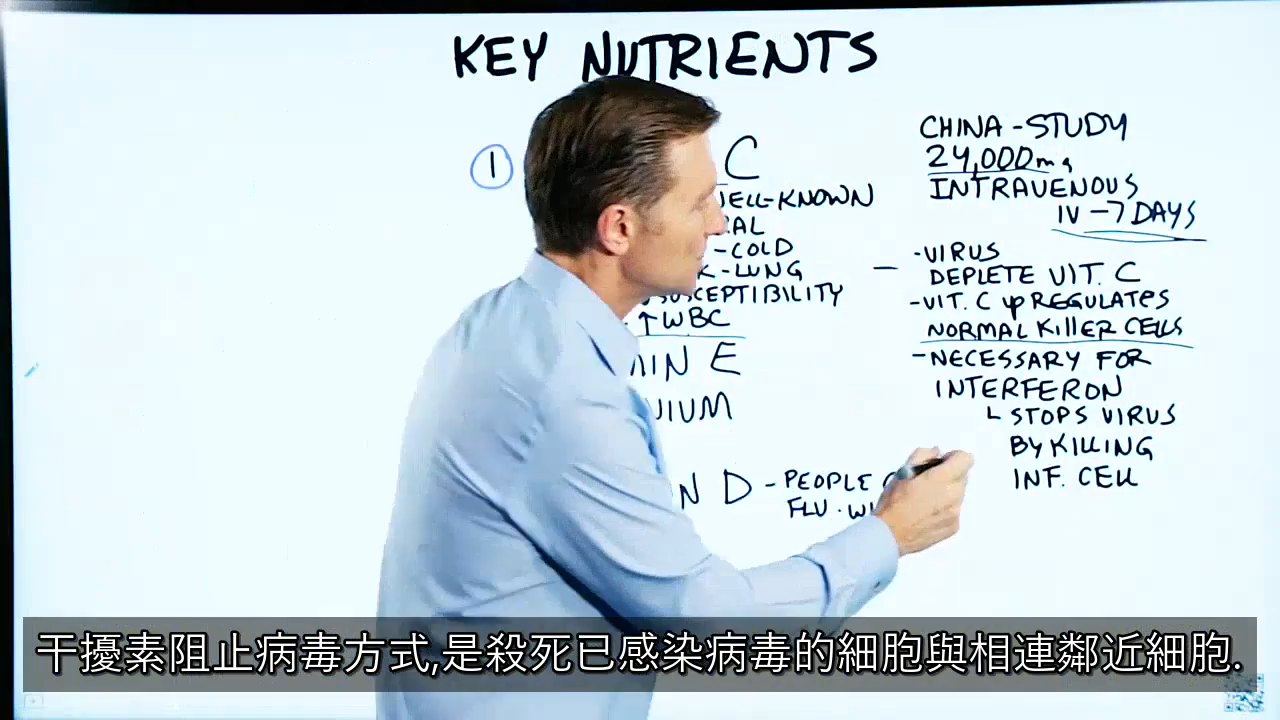 KEY NUTRIENTS
1
C
WELL-KNOWN
-COLD
-LUNG
SUSCEPTIBILITY
↑WBC
E
D - PEOPLE
FLU.
CHINA-STUDY
24,000mg
INTRAVENOUS
IV-7 DAYS
-VIRUS
DEPLETE VIT. C
-VIT. C UP REGULATES
NORMAL KILLER CELLS
-NECESSARY FOR
INTERFERON
STOPS VIRUS
BY KILLING
INF. CELL
干擾素阻止病毒方式,是殺死已感染病毒的細胞與相連鄰近細胞.